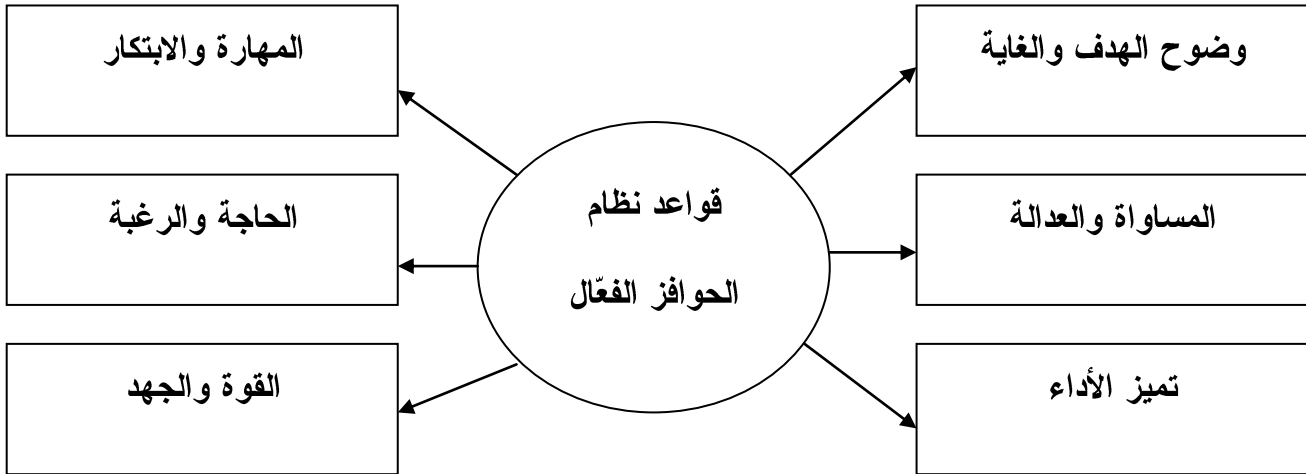 وضوح الهدف والغاية
المهارة والابتكار
قواعد نظام
الحوافز الفعّال
المساواة والعدالة
الحاجة والرغبة
تميز الأداء
القوة والجهد